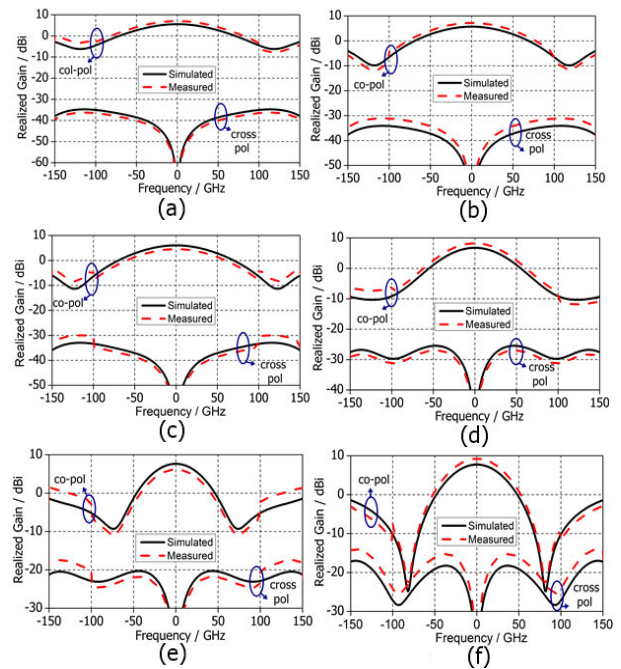 20
10
0
-10
-20
-30
-40
-50
-60
Realized Gain / dBi
col-pol
Simulated
Measured
cross
pol
-150 -100 -50 0 50 100 150
Frequency / GHz
(a)
20
10
0
-10
-20
-30
-40
-50
Realized Gain / dBi
co-pol
Simulated
Measured
cross
pol
-150 -100 -50 0 50 100 150
Frequency / GHz
(b)
10
0
-10
-20
-30
-40
-50
Realized Gain / dBi
co-pol
Simulated
Measured
cross
pol
-150 -100 -50 0 50 100 150
Frequency / GHz
(c)
20
10
0
-10
-20
-30
-40
Realized Gain / dBi
co-pol
Simulated
Measured
cross
pol
-150 -100 -50 0 50 100 150
Frequency / GHz
(d)
10
0
-10
-20
-30
Realized Gain / dBi
co-pol
Simulated
Measured
cross
pol
-150 -100 -50 0 50 100 150
Frequency / GHz
(e)
10
0
-10
-20
-30
Realized Gain / dBi
co-pol
Simulated
Measured
cross
pol
-150 -100 -50 0 50 100 150
Frequency / GHz
(f)